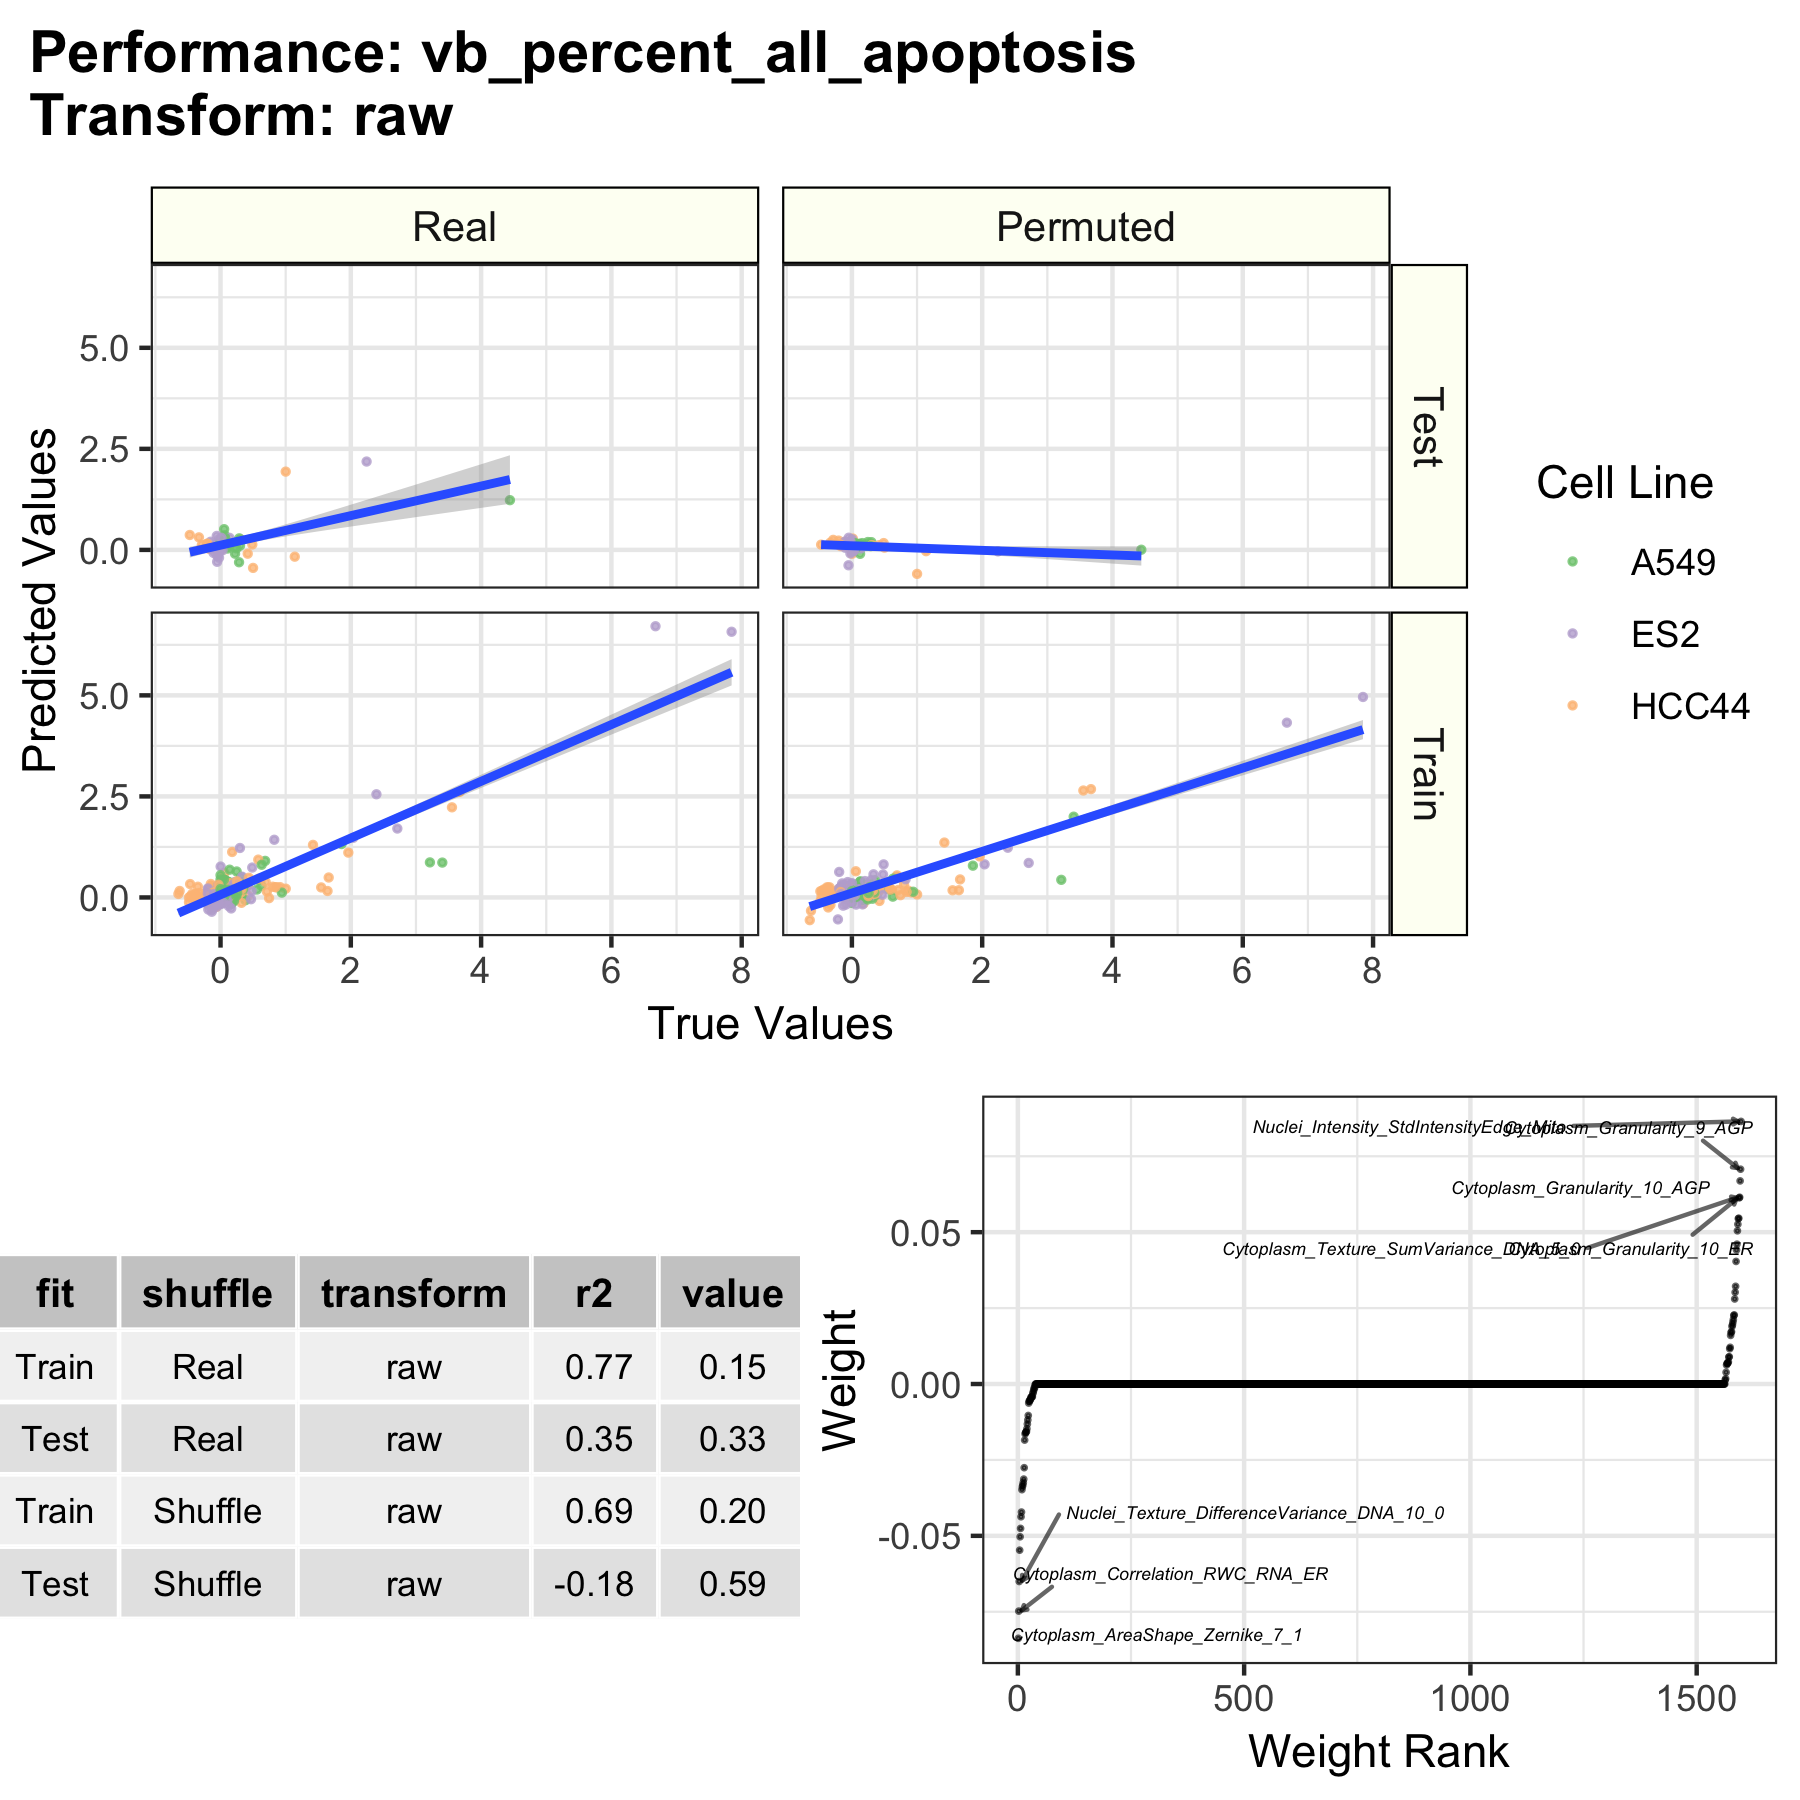 Performance: vb_percent_all_apoptosis
Transform: raw
Real
Permuted
Test
Train
5.0
2.5
0.0
5.0
2.5
0.0
Predicted Values
0 2 4 6 8
0 2 4 6 8
True Values
Cell Line
A549
ES2
HCC44
fit shuffle transform r2 value
Train Real raw 0.77 0.15
Test Real raw 0.35 0.33
Train Shuffle raw 0.69 0.20
Test Shuffle raw -0.18 0.59
Weight
0.05
0.00
-0.05
Nuclei_Intensity_StdIntensityEdge_Mito
Cytoplasm_Granularity_9_AGP
Cytoplasm_Granularity_10_AGP
Cytoplasm_Texture_SumVariance_DNA_5_0
Cytoplasm_Granularity_10_ER
Nuclei_Texture_DifferenceVariance_DNA_10_0
Cytoplasm_Correlation_RWC_RNA_ER
Cytoplasm_AreaShape_Zernike_7_1
0 500 1000 1500
Weight Rank